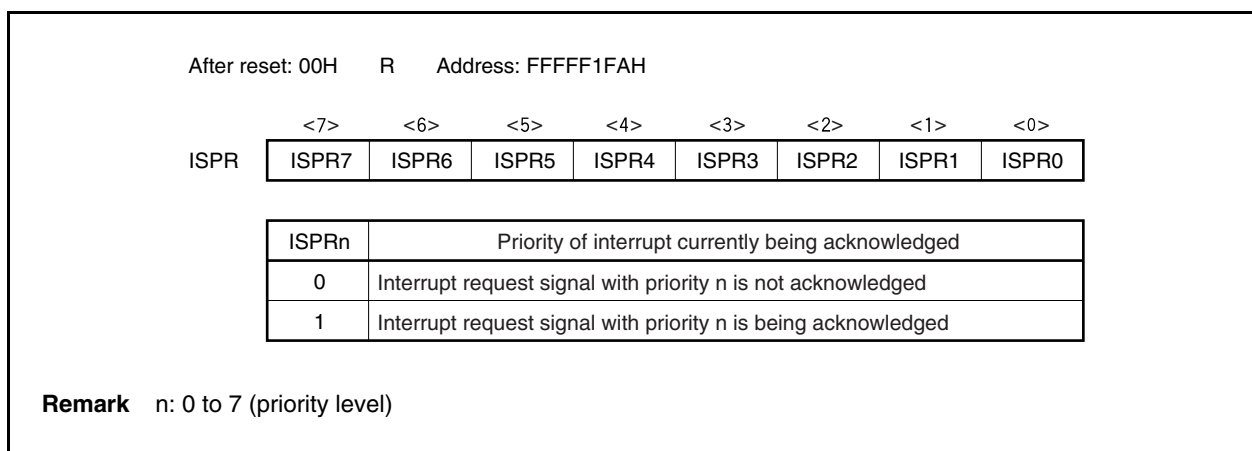 After reset: 00H R Address: FFFFF1FAH
<7> <6> <5> <4> <3> <2> <1> <0>
ISPR ISPR7 ISPR6 ISPR5 ISPR4 ISPR3 ISPR2 ISPR1 ISPR0
ISPRn Priority of interrupt currently being acknowledged
0 Interrupt request signal with priority n is not acknowledged
1 Interrupt request signal with priority n is being acknowledged
Remark n: 0 to 7 (priority level)